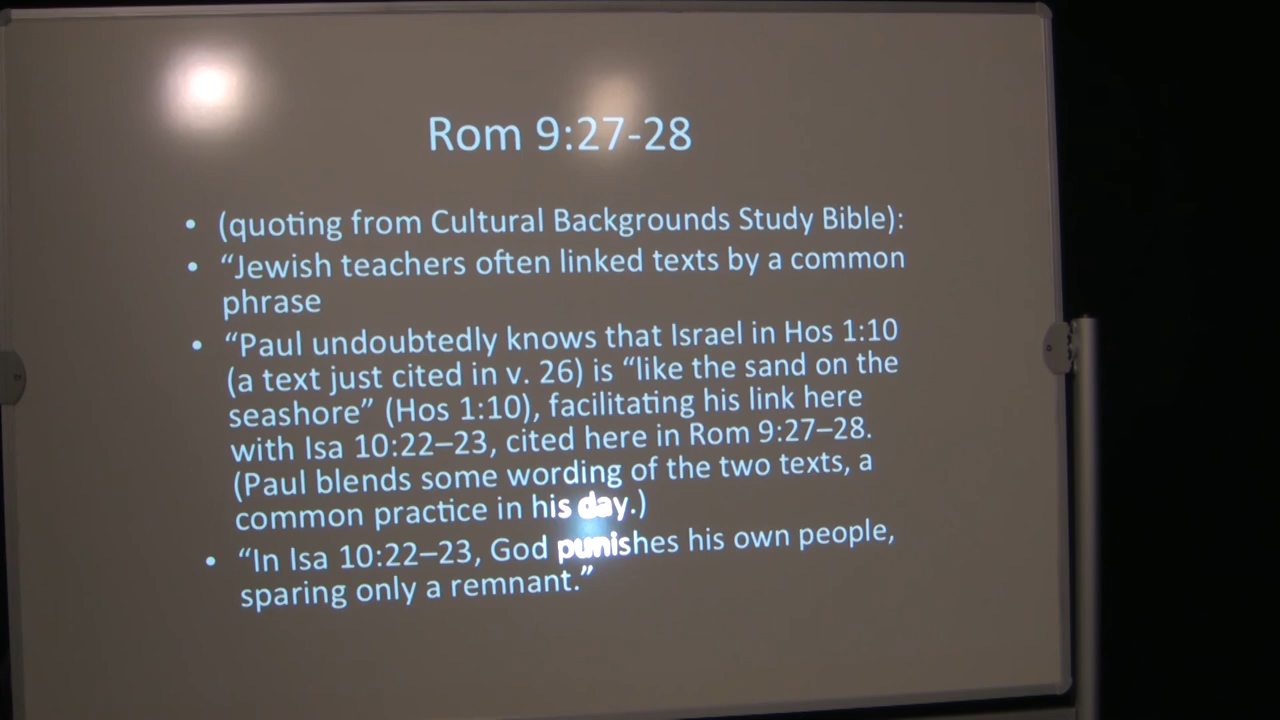 Rom 9:27-28
• (quoting from Cultural Backgrounds Study Bible):
• “Jewish teachers often linked texts by a common
phrase
• “Paul undoubtedly knows that Israel in Hos 1:10
(a text just cited in v. 26) is “like the sand on the
seashore” (Hos 1:10), facilitating his link here
with Isa 10:22–23, cited here in Rom 9:27–28.
(Paul blends some wording of the two texts, a
common practice in his day.)
• “In Isa 10:22–23, God punishes his own people,
sparing only a remnant.”